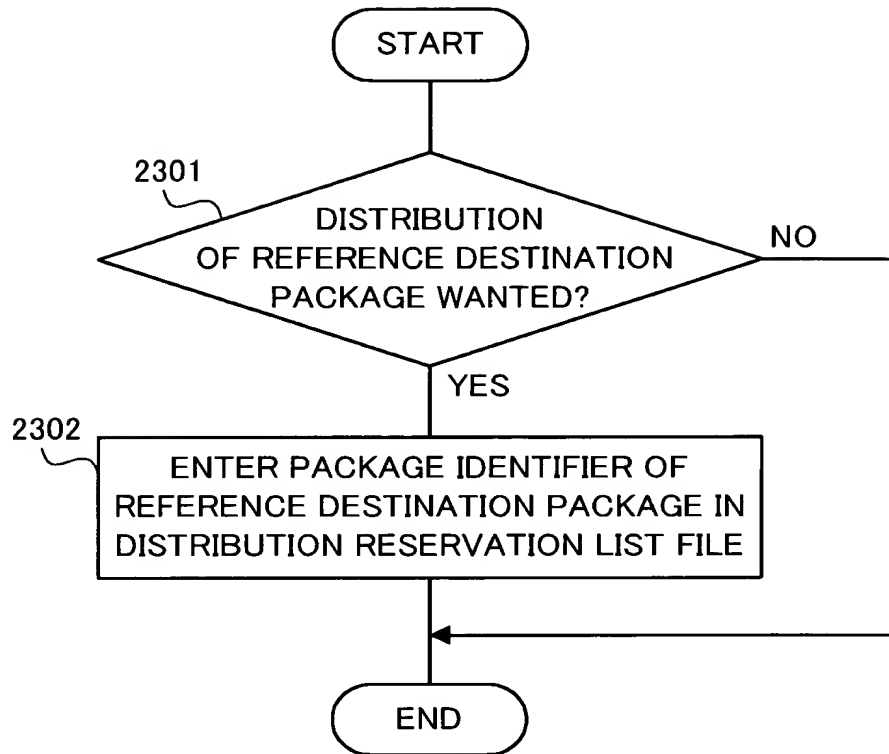 START
2301
DISTRIBUTION
OF REFERENCE DESTINATION
PACKAGE WANTED?
NO
YES
2302
ENTER PACKAGE IDENTIFIER OF
REFERENCE DESTINATION PACKAGE IN
DISTRIBUTION RESERVATION LIST FILE
END